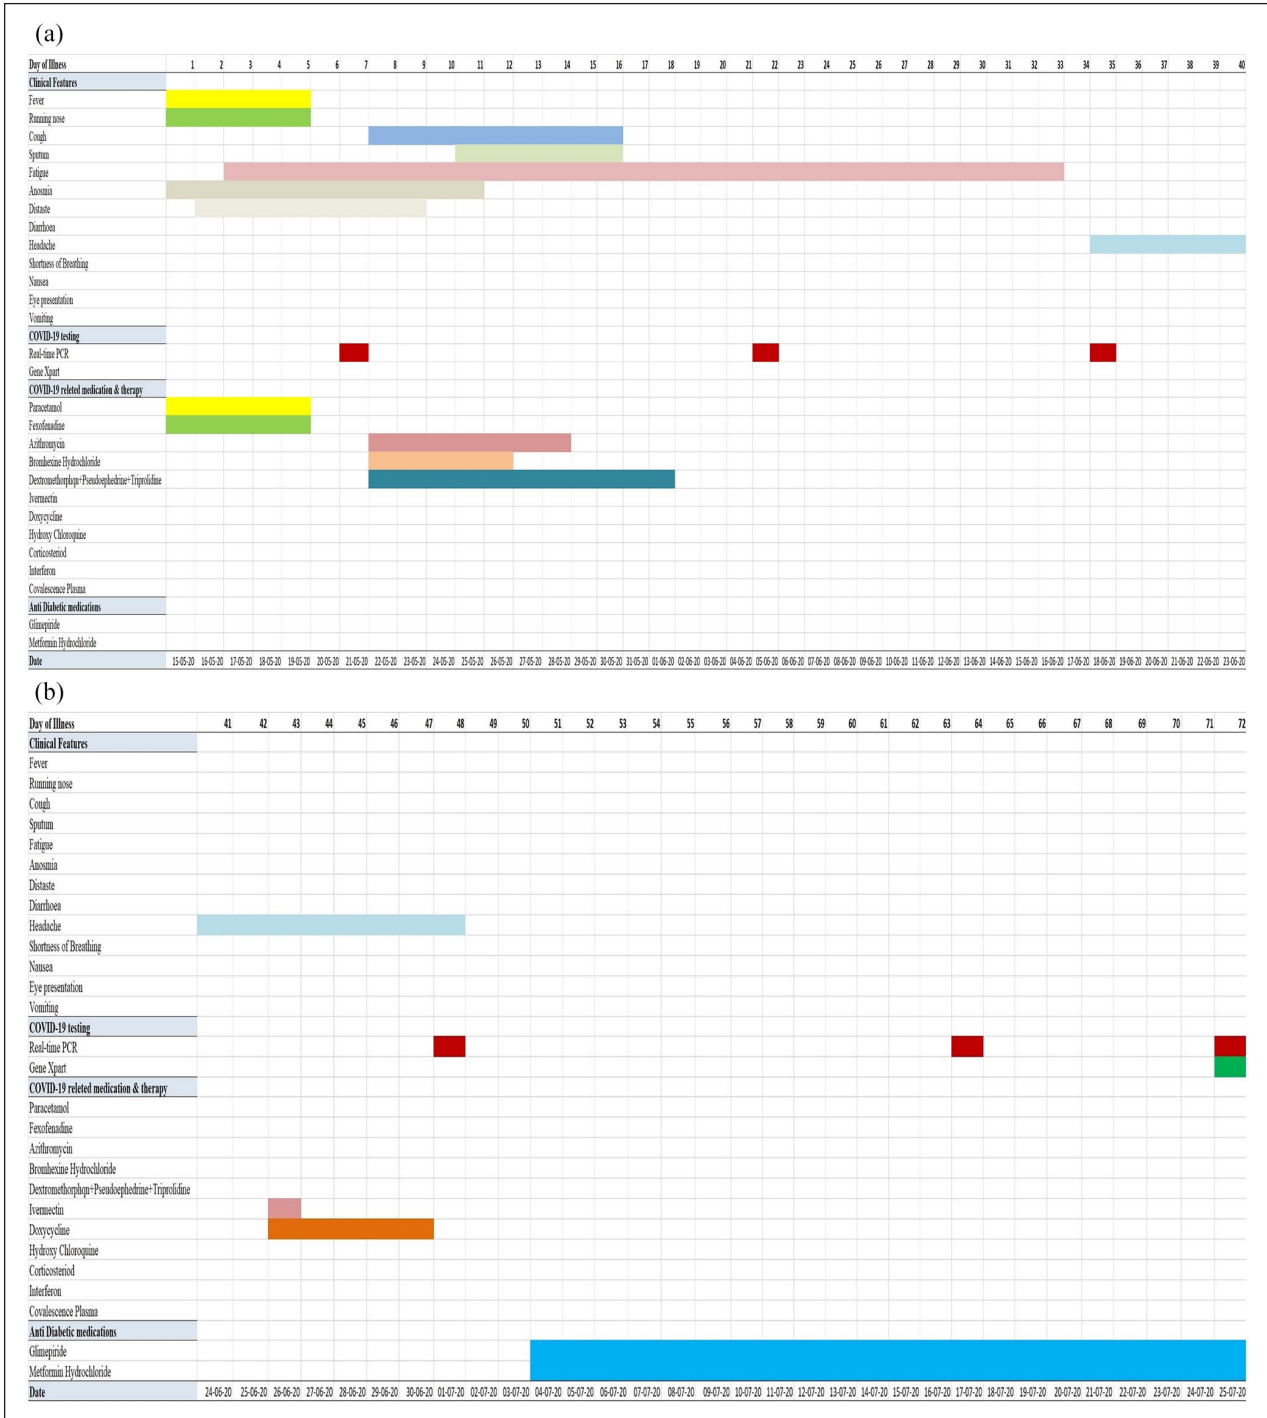 (a)
Day of Illness 1 2 3 4 5 6 7 8 9 10 11 12 13 14 15 16 17 18 19 20 21 22 23 24 25 26 27 28 29 30 31 32 33 34 35 36 37 38 39 40
Clinical Features
Fever
Running nose
Cough
Sputum
Fatigue
Anosmia
Distaste
Diarrhoea
Headache
Shortness of Breathing
Nausea
Eye presentation
Vomiting
COVID-19 testing
Real-time PCR
Gene Xpart
COVID-19 releted medication & therapy
Paracetamol
Fexofenadine
Azithromycin
Bromhexine Hydrochloride
Dextromethorphqn+Pseudoephedrine+Triprolidine
Ivermectin
Doxycycline
Hydroxy Chloroquine
Corticosteriod
Interferon
Covalescence Plasma
Anti Diabetic medications
Glimepiride
Metformin Hydrochloride
Date 15-05-20 16-05-20 17-05-20 18-05-20 19-05-20 20-05-20 21-05-20 22-05-20 23-05-20 24-05-20 25-05-20 26-05-20 27-05-20 28-05-20 29-05-20 30-05-20 31-05-20 01-06-20 02-06-20 03-06-20 04-06-20 05-06-20 06-06-20 07-06-20 08-06-20 09-06-20 10-06-20 11-06-20 12-06-20 13-06-20 14-06-20 15-06-20 16-06-20 17-06-20 18-06-20 19-06-20 20-06-20 21-06-20 22-06-20 23-06-20
(b)
Day of Illness 41 42 43 44 45 46 47 48 49 50 51 52 53 54 55 56 57 58 59 60 61 62 63 64 65 66 67 68 69 70 71 72
Clinical Features
Fever
Running nose
Cough
Sputum
Fatigue
Anosmia
Distaste
Diarrhoea
Headache
Shortness of Breathing
Nausea
Eye presentation
Vomiting
COVID-19 testing
Real-time PCR
Gene Xpart
COVID-19 releted medication & therapy
Paracetamol
Fexofenadine
Azithromycin
Bromhexine Hydrochloride
Dextromethorphqn+Pseudoephedrine+Triprolidine
Ivermectin
Doxycycline
Hydroxy Chloroquine
Corticosteriod
Interferon
Covalescence Plasma
Anti Diabetic medications
Glimepiride
Metformin Hydrochloride
Date 24-06-20 25-06-20 26-06-20 27-06-20 28-06-20 29-06-20 30-06-20 01-07-20 02-07-20 03-07-20 04-07-20 05-07-20 06-07-20 07-07-20 08-07-20 09-07-20 10-07-20 11-07-20 12-07-20 13-07-20 14-07-20 15-07-20 16-07-20 17-07-20 18-07-20 19-07-20 20-07-20 21-07-20 22-07-20 23-07-20 24-07-20 25-07-20